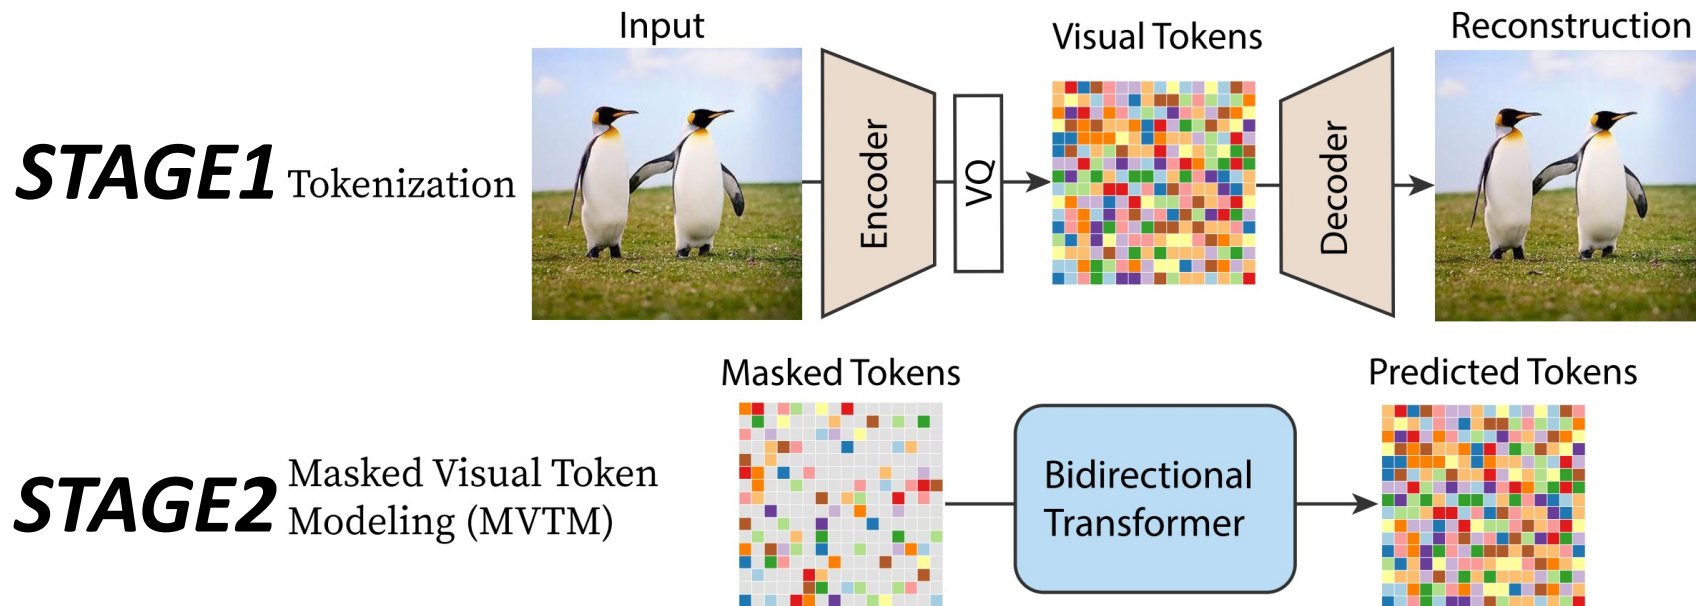 Input
Visual Tokens
Reconstruction
STAGE1 Tokenization
Encoder
VQ
Decoder
Masked Tokens
Predicted Tokens
STAGE2
Masked Visual Token
Modeling (MVTM)
Bidirectional
Transformer